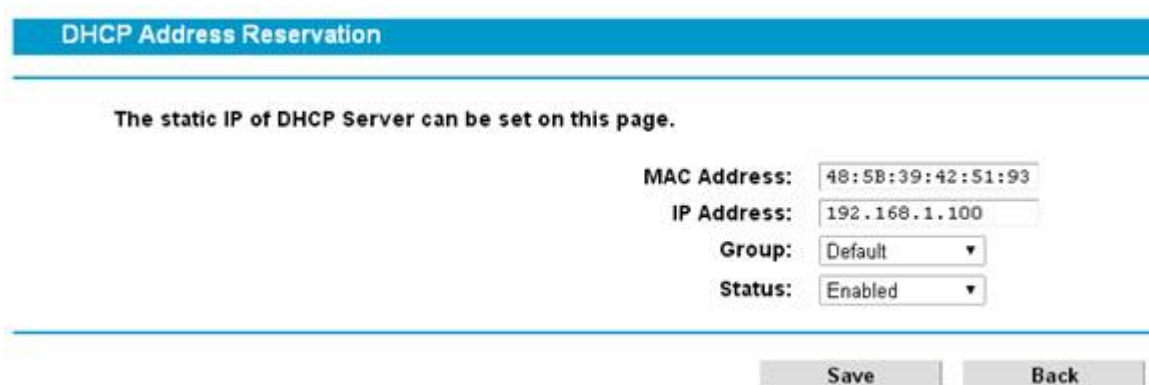 DHCP Address Reservation
The static IP of DHCP Server can be set on this page.
MAC Address: 48:5B:39:42:51:93
IP Address: 192.168.1.100
Group: Default
Status: Enabled
Save Back